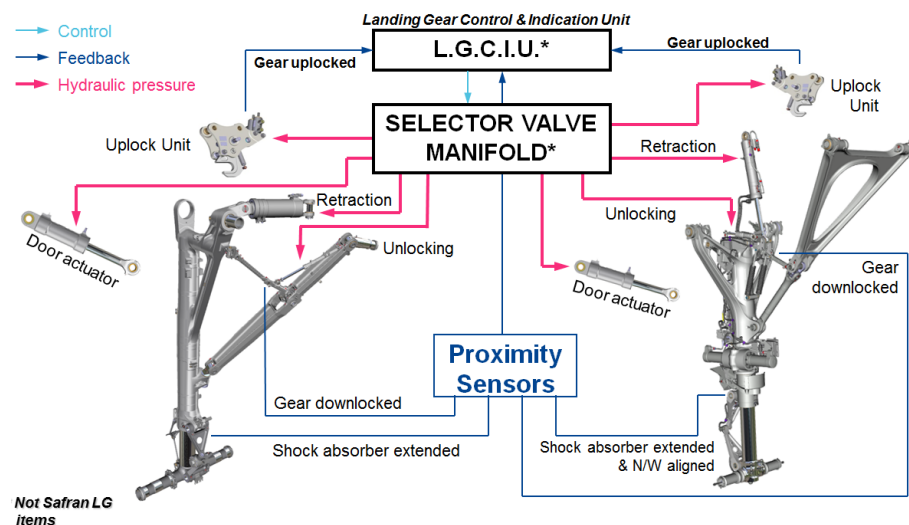 Landing Gear Control & Indication Unit
Control
Feedback
Hydraulic pressure
L.G.C.I.U.*
Gear uplocked
Gear uplocked
Uplock Unit
SELECTOR VALVE
MANIFOLD*
Uplock
Unit
Retraction
Retraction
Unlocking
Unlocking
Door actuator
Door actuator
Gear
downlocked
Proximity
Sensors
Gear downlocked
Shock absorber extended
Shock absorber extended
& N/W aligned
Not Safran LG
items